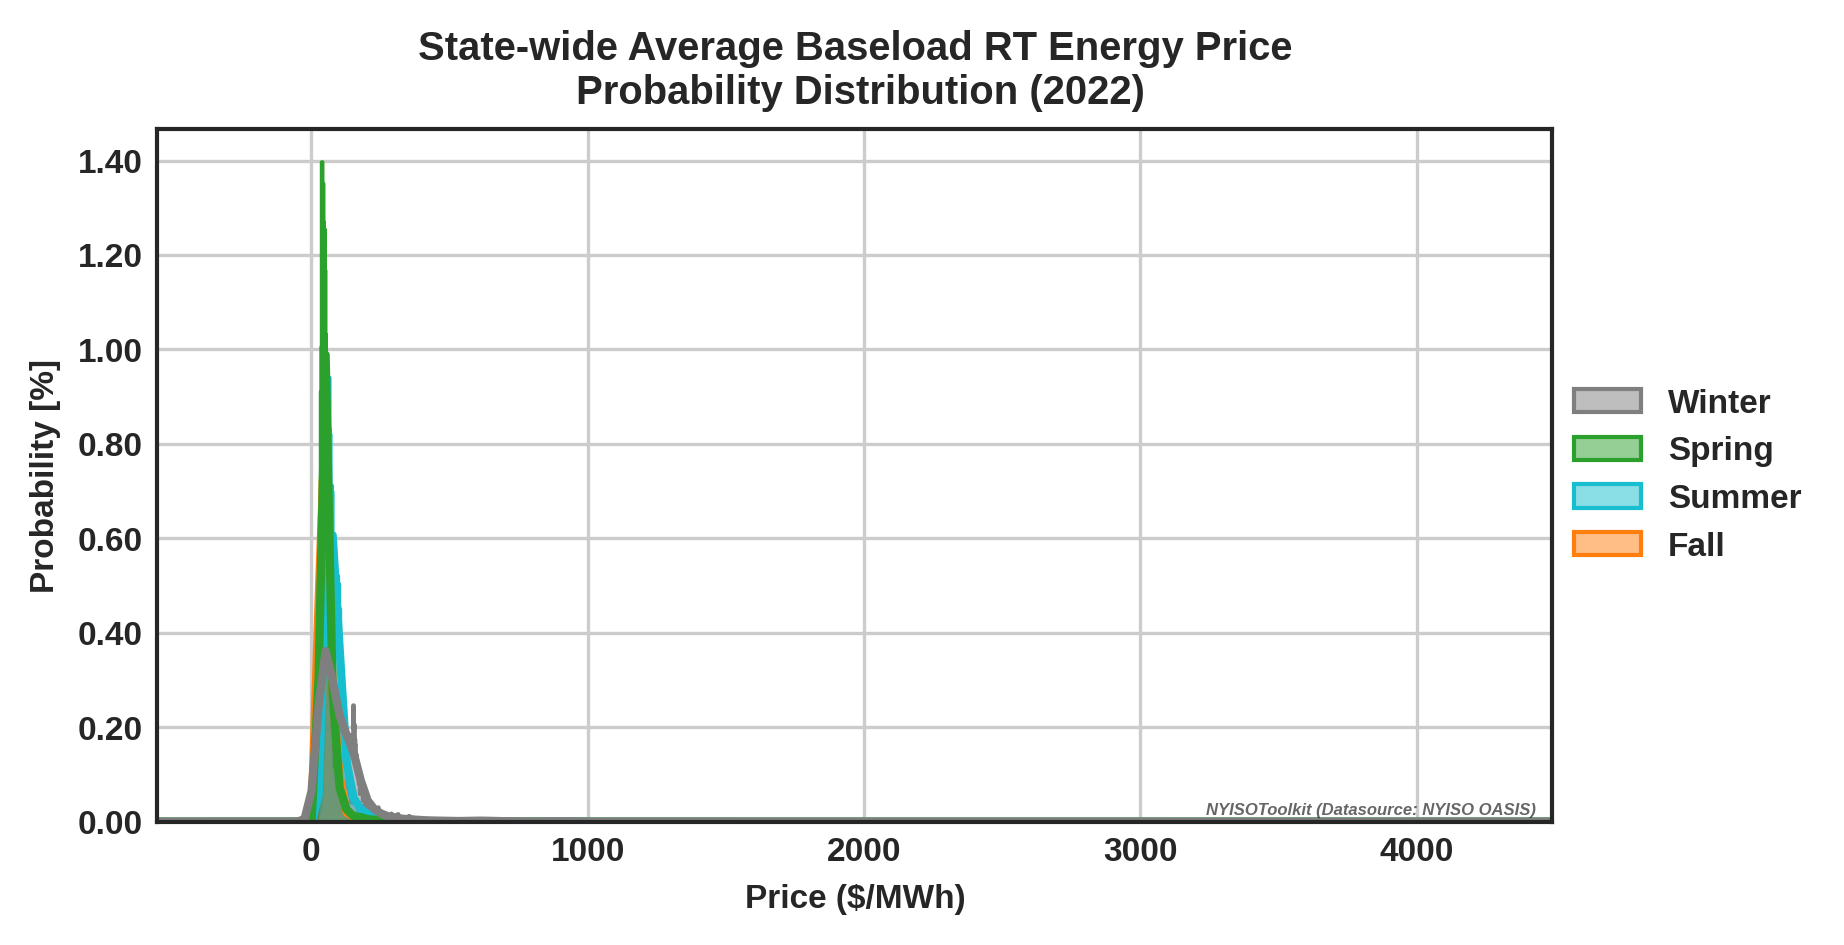 State-wide Average Baseload RT Energy Price
Probability Distribution (2022)
1.40
1.20
1.00
0.80
0.60
0.40
0.20
0.00
Probability [%]
0 1000 2000 3000 4000
Price ($/MWh)
Winter
Spring
Summer
Fall
NYISOToolkit (Datasource: NYISO OASIS)